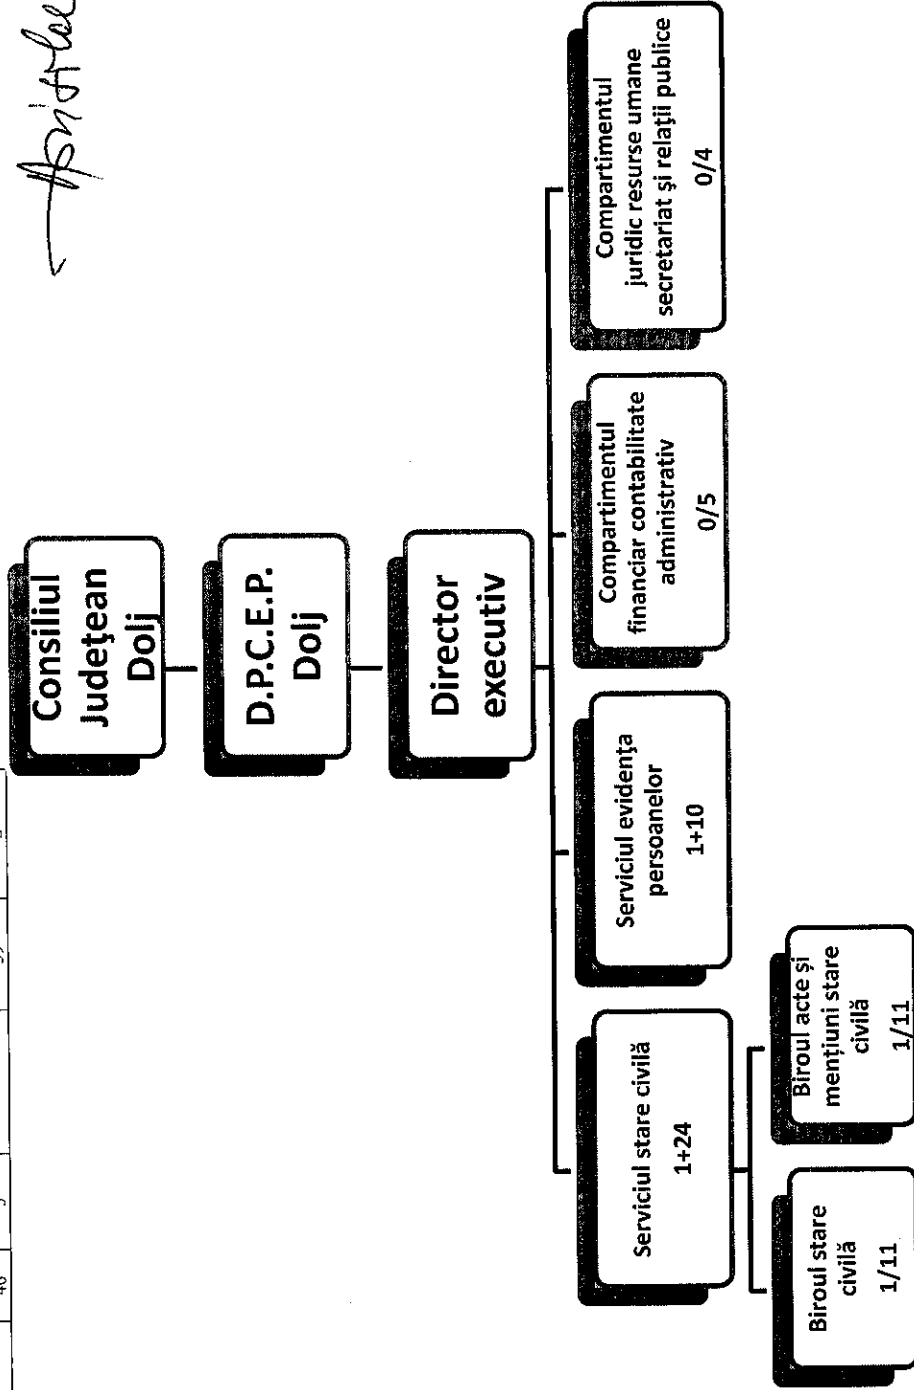 Consiliul
Județean
Dolj
D.P.C.E.P.
Dolj
Director
executiv
Serviciul stare civilă
1+24
Serviciul evidența
persoanelor
1+10
Compartimentul
financiar contabilitate
administrativ
0/5
Compartimentul
juridic resurse umane
secretariat și relații publice
0/4
Biroul stare
civilă
1/11
Biroul acte și
mențiuni stare
civilă
1/11